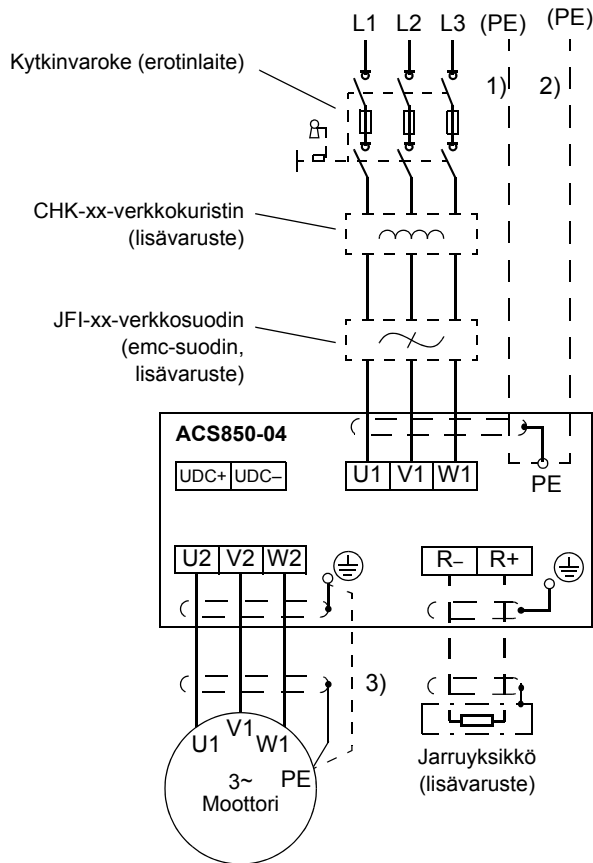 L1 L2 L3 (PE) (PE)
Kytkinvaroke (erotinlaite)
1) 2)
CHK-xx-verkkokuristin
(lisävaruste)
JFI-xx-verkkosuodin
(emc-suodin,
lisävaruste)
ACS850-04
UDC+ UDC– U1 V1 W1
PE
U2 V2 W2 R– R+
3)
U1 V1 W1
PE
3~
Moottori
Jarruyksikkö
(lisävaruste)